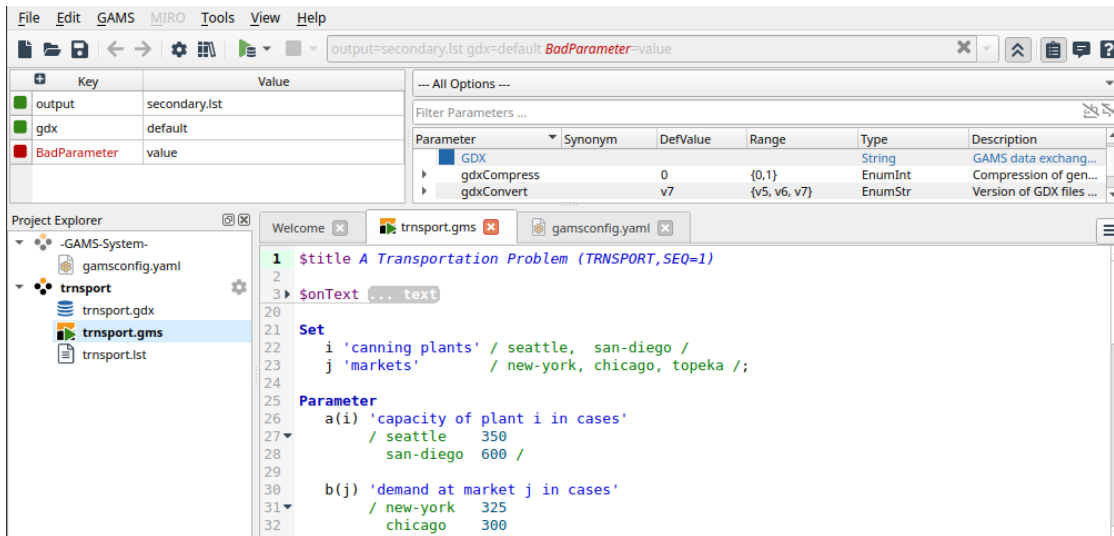 File Edit GAMS MIRO Tools View Help
output=secondary.lst gdx=default BadParameter=value
Key Value
output secondary.lst
gdx default
BadParameter value
--- All Options ---
Filter Parameters ...
Parameter Synonym DefValue Range Type Description
GDX String GAMS data exchang...
gdxCompress 0 {0,1} EnumInt Compression of gen...
gdxConvert v7 {v5, v6, v7} EnumStr Version of GDX files ...
Project Explorer
-GAMS-System-
gamsconfig.yaml
trnsport
trnsport.gdx
trnsport.gms
trnsport.lst
Welcome trnsport.gms gamsconfig.yaml
1 $title A Transportation Problem (TRNSPORT,SEQ=1)
2
3 $onText ... text
20
21 Set
22 i 'canning plants' / seattle, san-diego /
23 j 'markets' / new-york, chicago, topeka /;
24
25 Parameter
26 a(i) 'capacity of plant i in cases'
27 / seattle 350
28 san-diego 600 /
29
30 b(j) 'demand at market j in cases'
31 / new-york 325
32 chicago 300